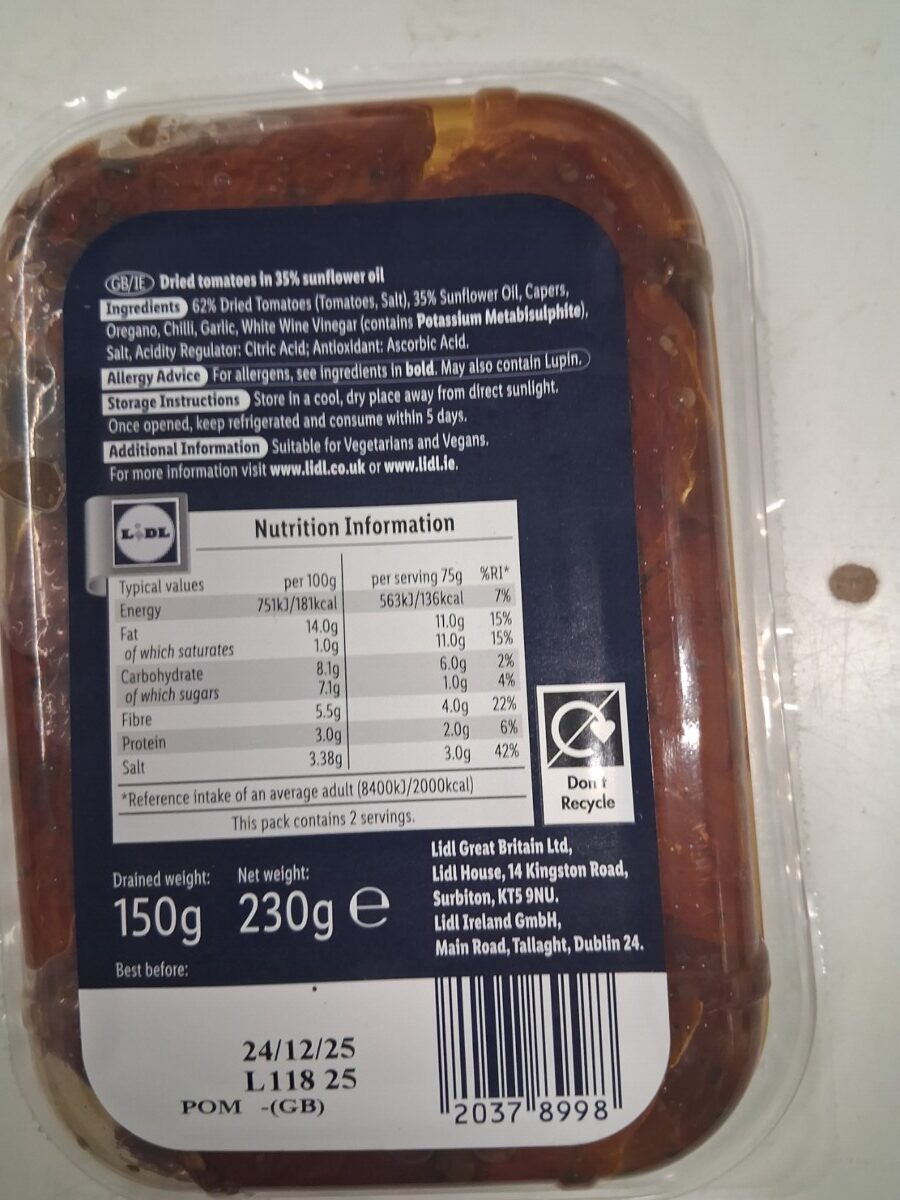 GB/IE Dried tomatoes in 35% sunflower oil
Ingredients 62% Dried Tomatoes (Tomatoes, Salt), 35% Sunflower Oil, Capers,
Oregano, Chilli, Garlic, White Wine Vinegar (contains Potassium Metabisulphite),
Salt, Acidity Regulator: Citric Acid; Antioxidant: Ascorbic Acid.
Allergy Advice For allergens, see ingredients in bold. May also contain Lupin.
Storage Instructions Store in a cool, dry place away from direct sunlight.
Once opened, keep refrigerated and consume within 5 days.
Additional Information Suitable for Vegetarians and Vegans.
For more information visit www.lidl.co.uk or www.lidl.ie.
LIDL
Nutrition Information
Typical values per 100g per serving 75g %RI*
Energy 751kJ/181kcal 563kJ/136kcal 7%
Fat 14.0g 11.0g 15%
of which saturates 1.0g 11.0g 15%
Carbohydrate 8.1g 6.0g 2%
of which sugars 7.1g 1.0g 4%
Fibre 5.5g 4.0g 22%
Protein 3.0g 2.0g 6%
Salt 3.38g 3.0g 42%
*Reference intake of an average adult (8400kJ/2000kcal)
This pack contains 2 servings.
Don't
Recycle
Drained weight: Net weight:
150g 230g e
Lidl Great Britain Ltd,
Lidl House, 14 Kingston Road,
Surbiton, KT5 9NU.
Lidl Ireland GmbH,
Main Road, Tallaght, Dublin 24.
Best before:
24/12/25
L118 25
POM -(GB)
2037 8998